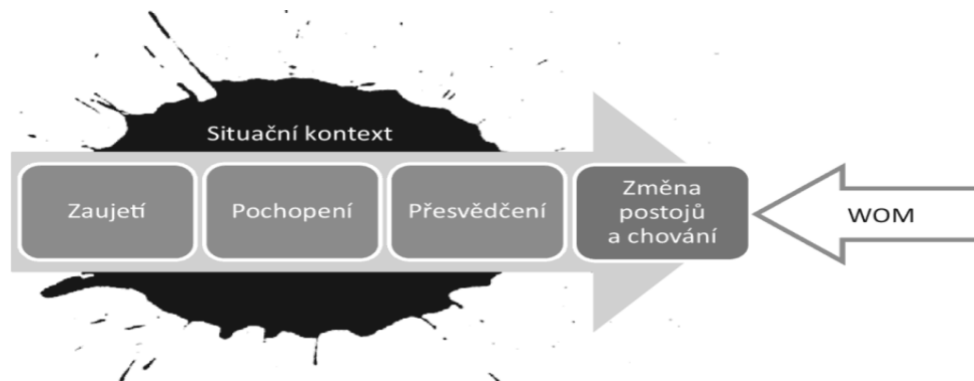 Situační kontext
Zaujetí
Pochopení
Přesvědčení
Změna
postojů
a chování
WOM